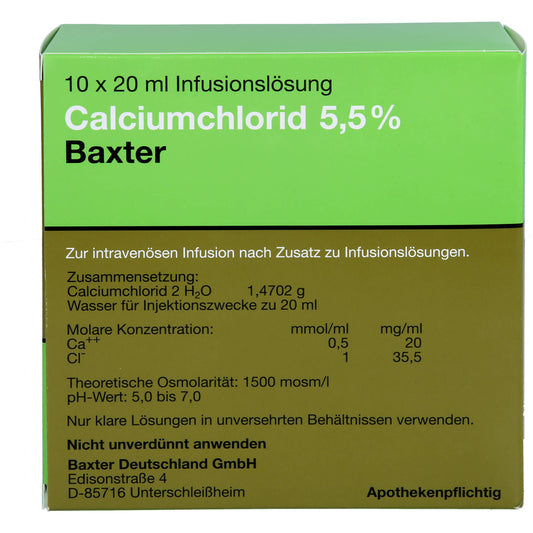 10 x 20 ml Infusionslösung
Calciumchlorid 5,5%
Baxter
Zur intravenösen Infusion nach Zusatz zu Infusionslösungen.
Zusammensetzung:
Calciumchlorid 2 H₂O 1,4702 g
Wasser für Injektionszwecke zu 20 ml
Molare Konzentration: mmol/ml mg/ml
Ca⁺⁺ 0,5 20
Cl⁻ 1 35,5
Theoretische Osmolarität: 1500 mosm/l
pH-Wert: 5,0 bis 7,0
Nur klare Lösungen in unversehrten Behältnissen verwenden.
Nicht unverdünnt anwenden
Baxter Deutschland GmbH
Edisonstraße 4
D-85716 Unterschleißheim Apothekenpflichtig